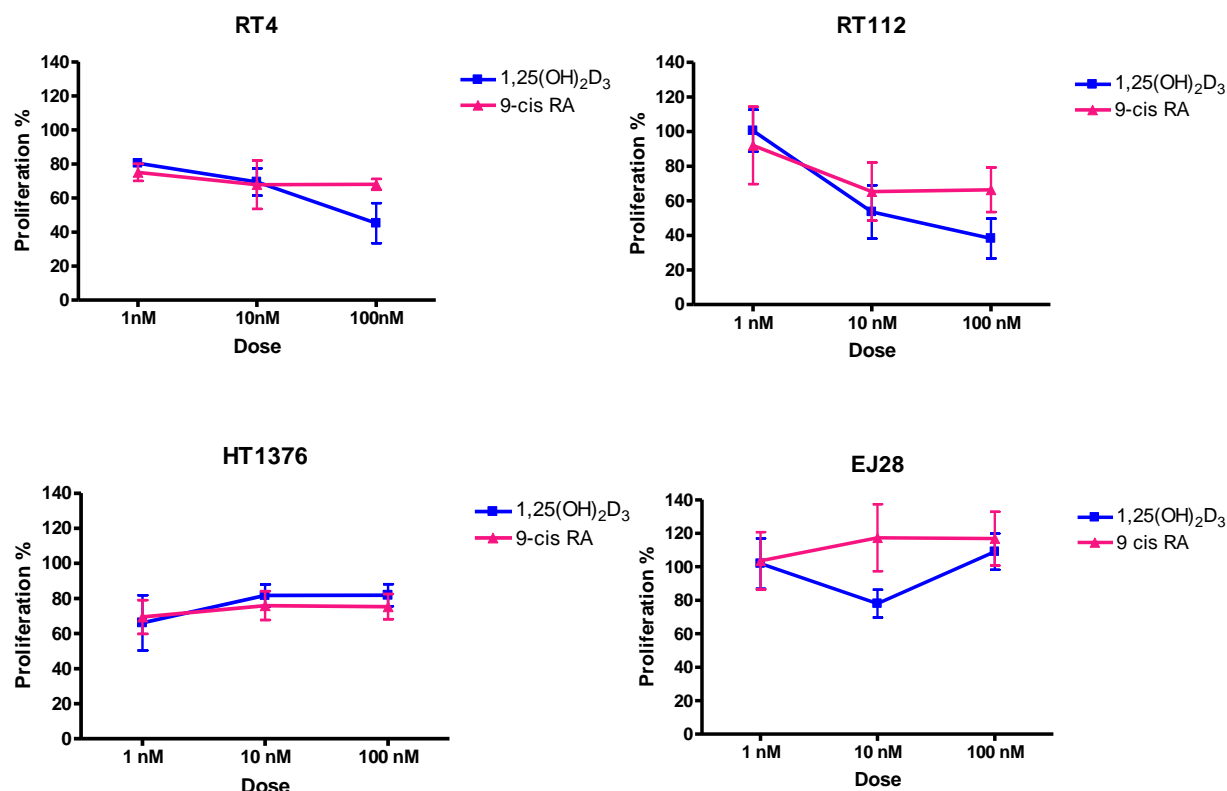 RT4
140
120
100
80
60
40
20
0
Proliferation %
1nM 10nM 100nM
Dose
1,25(OH)₂D₃
9-cis RA
RT112
140
120
100
80
60
40
20
0
Proliferation %
1 nM 10 nM 100 nM
Dose
1,25(OH)₂D₃
9-cis RA
HT1376
140
120
100
80
60
40
20
0
Proliferation %
1 nM 10 nM 100 nM
Dose
1,25(OH)₂D₃
9-cis RA
EJ28
140
120
100
80
60
40
20
0
Proliferation %
1 nM 10 nM 100 nM
Dose
1,25(OH)₂D₃
9 cis RA